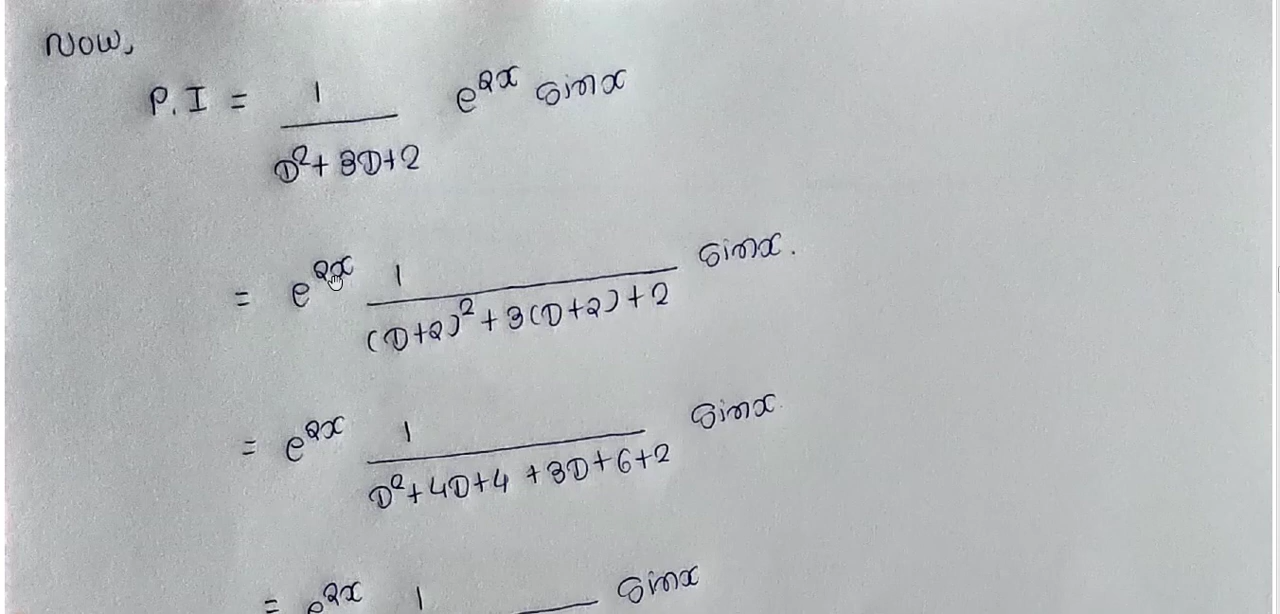 Now,
P.I = 1/(D²+3D+2) e^{2x} sinx
= e^{2x} 1/((D+2)²+3(D+2)+2) sinx.
= e^{2x} 1/(D²+4D+4+3D+6+2) sinx
= e^{2x} 1 sinx